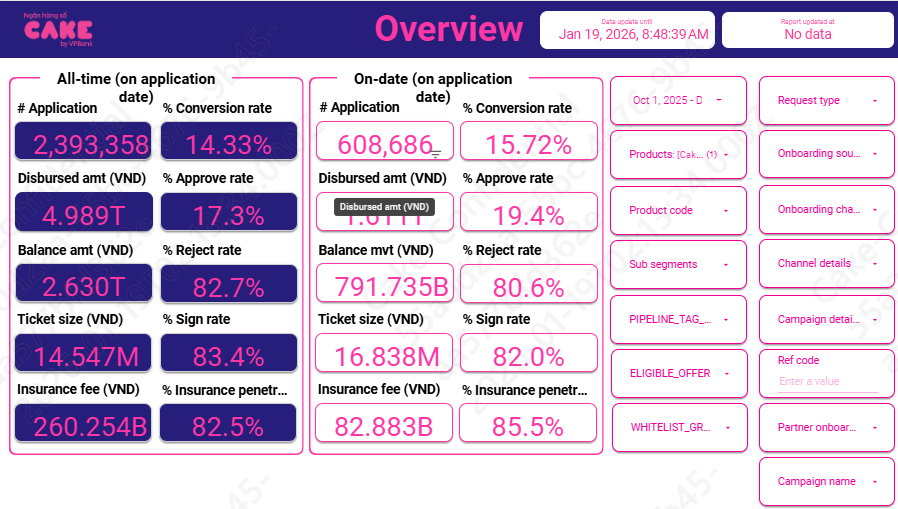 Ngân hàng số
CAKE
by VPBank
Overview
Data update until
Jan 19, 2026, 8:48:39 AM
Report updated at
No data
All-time (on application
date)
# Application
% Conversion rate
2,393,358
14.33%
Disbursed amt (VND)
% Approve rate
4.989T
17.3%
Balance amt (VND)
% Reject rate
2.630T
82.7%
Ticket size (VND)
% Sign rate
14.547M
83.4%
Insurance fee (VND)
% Insurance penetr...
260.254B
82.5%
On-date (on application
date)
# Application
% Conversion rate
608,686
15.72%
Disbursed amt (VND)
% Approve rate
Disbursed amt (VND)
19.4%
Balance mvt (VND)
% Reject rate
791.735B
80.6%
Ticket size (VND)
% Sign rate
16.838M
82.0%
Insurance fee (VND)
% Insurance penetr...
82.883B
85.5%
Oct 1, 2025 - D
Request type
Products: [Cak... (1)
Onboarding sou...
Product code
Onboarding cha...
Sub segments
Channel details
PIPELINE_TAG_...
Campaign detai...
ELIGIBLE_OFFER
Ref code
Enter a value
WHITELIST_GR...
Partner onboar...
Campaign name